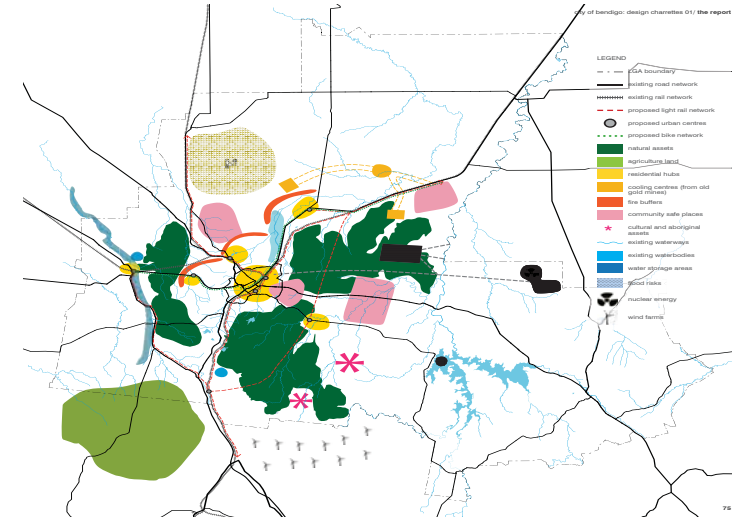 city of bendigo: design charrettes 01/ the report
LEGEND
LGA boundary
existing road network
existing rail network
proposed light rail network
proposed urban centres
proposed bike network
natural assets
agriculture land
residential hubs
cooling centres (from old
gold mines)
fire buffers
community safe places
cultural and aboriginal
assets
existing waterways
existing waterbodies
water storage areas
flood risks
nuclear energy
wind farms
75